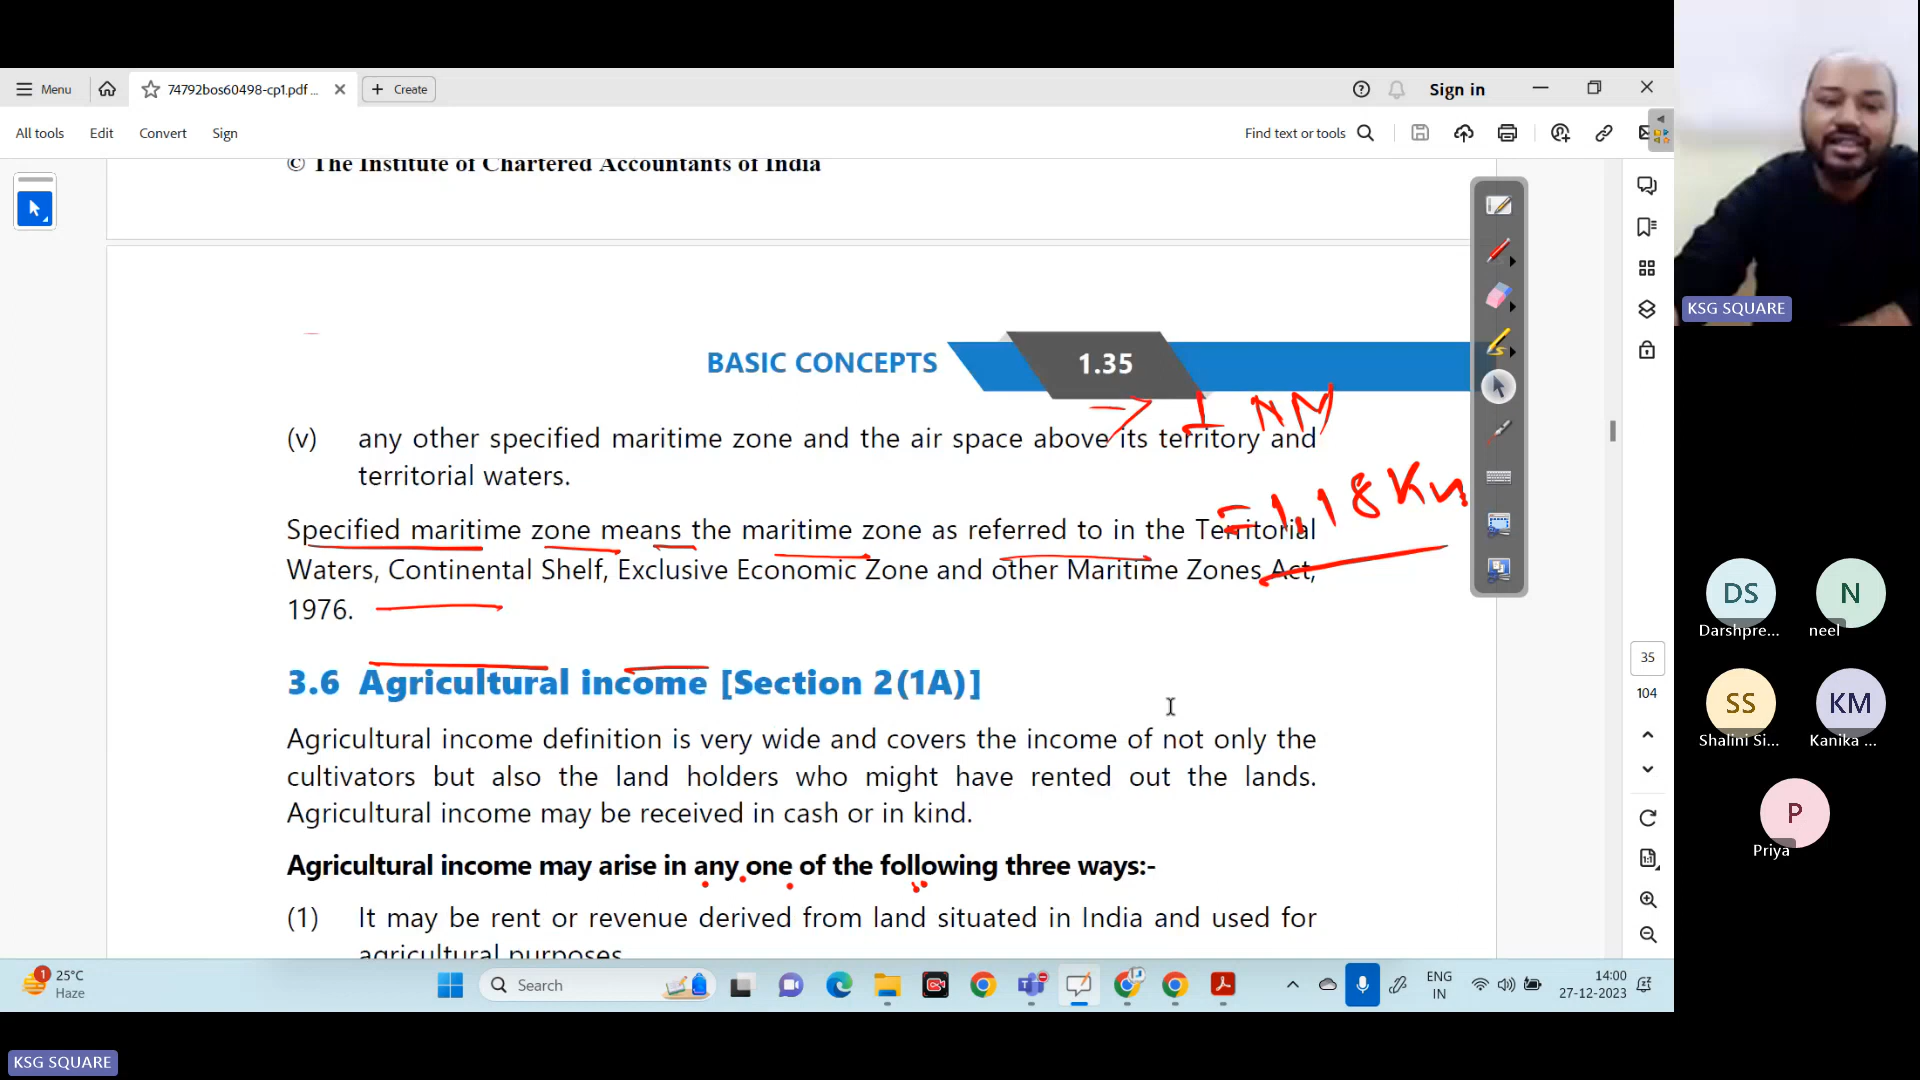 Menu
74792bos60498-cp1.pdf ...
Create
Sign in
All tools
Edit
Convert
Sign
Find text or tools
© The Institute of Chartered Accountants of India
KSG SQUARE
BASIC CONCEPTS
1.35
1 NM
(v) any other specified maritime zone and the air space above its territory and
territorial waters.
= 1.18 Km
Specified maritime zone means the maritime zone as referred to in the Territorial
Waters, Continental Shelf, Exclusive Economic Zone and other Maritime Zones Act,
1976.
3.6 Agricultural income [Section 2(1A)]
Agricultural income definition is very wide and covers the income of not only the
cultivators but also the land holders who might have rented out the lands.
Agricultural income may be received in cash or in kind.
Agricultural income may arise in any one of the following three ways:-
(1) It may be rent or revenue derived from land situated in India and used for
agricultural purposes.
35
104
1:1
DS
Darshpre...
N
neel
SS
Shalini Si...
KM
Kanika ...
P
Priya
1
25°C
Haze
Search
ENG
IN
14:00
27-12-2023
KSG SQUARE